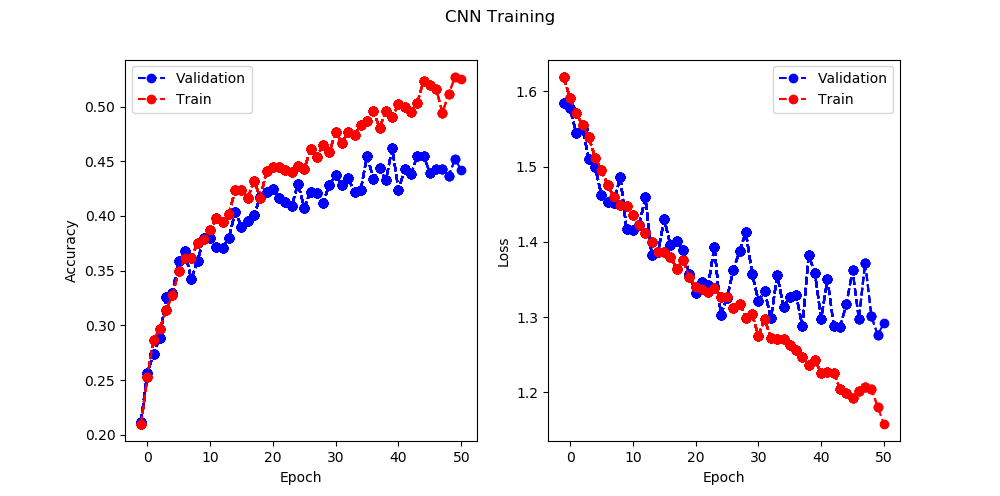 CNN Training
Validation
Train
0.50
0.45
0.40
0.35
0.30
0.25
0.20
Accuracy
0 10 20 30 40 50
Epoch
Validation
Train
1.6
1.5
1.4
1.3
1.2
Loss
0 10 20 30 40 50
Epoch